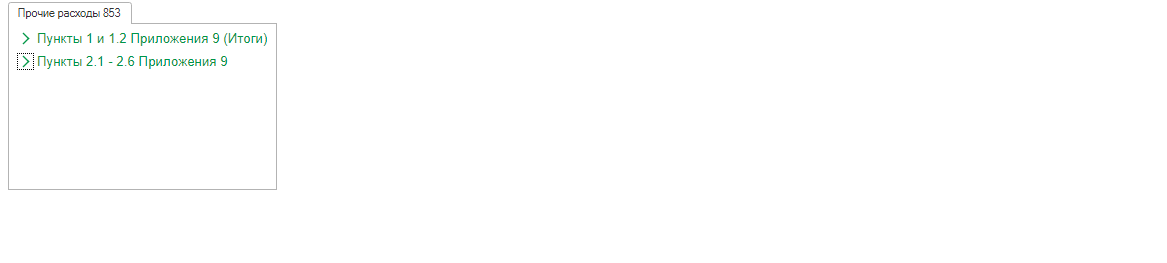 Прочие расходы 853
Пункты 1 и 1.2 Приложения 9 (Итоги)
Пункты 2.1 - 2.6 Приложения 9